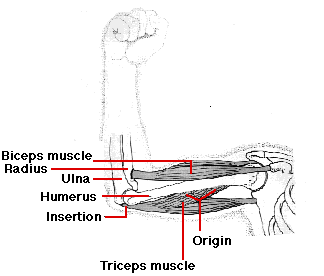 Biceps muscle
Radius
Ulna
Humerus
Insertion
Origin
Triceps muscle